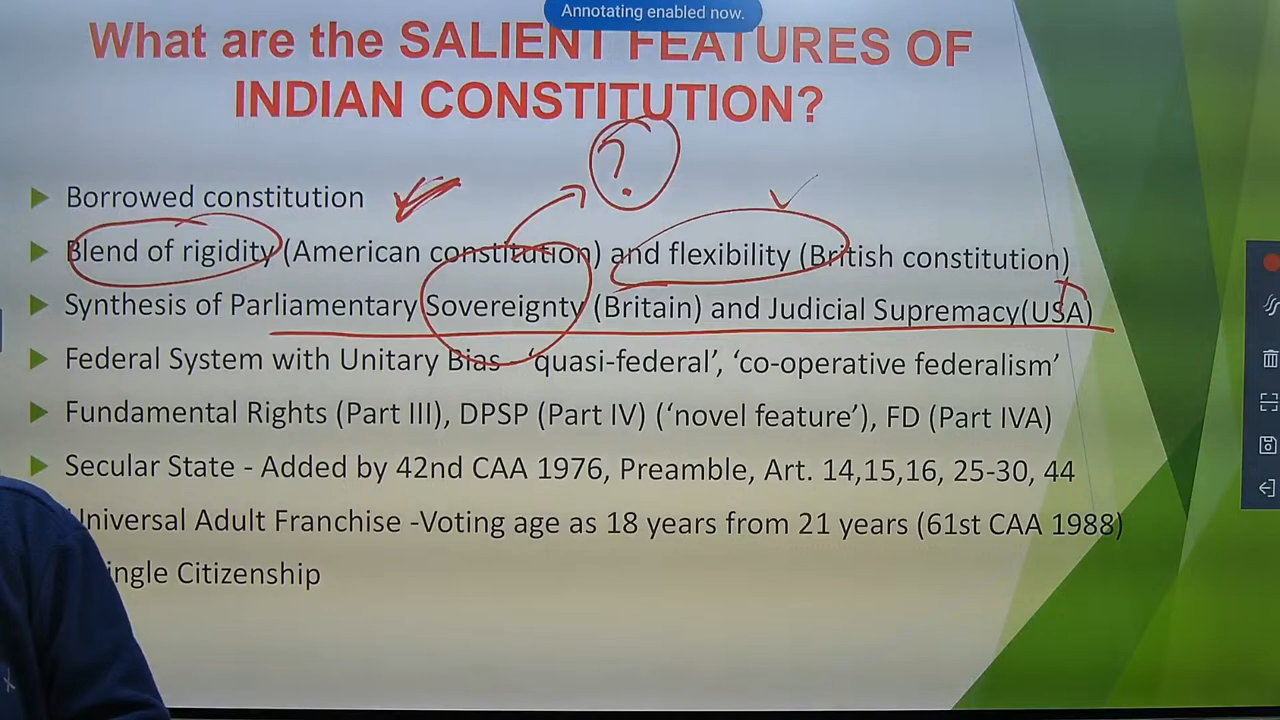 Annotating enabled now.
What are the SALIENT FEATURES OF
INDIAN CONSTITUTION?
?
Borrowed constitution
Blend of rigidity (American constitution) and flexibility (British constitution)
Synthesis of Parliamentary Sovereignty (Britain) and Judicial Supremacy(USA)
Federal System with Unitary Bias - 'quasi-federal', 'co-operative federalism'
Fundamental Rights (Part III), DPSP (Part IV) ('novel feature'), FD (Part IVA)
Secular State - Added by 42nd CAA 1976, Preamble, Art. 14,15,16, 25-30, 44
Universal Adult Franchise -Voting age as 18 years from 21 years (61st CAA 1988)
ingle Citizenship